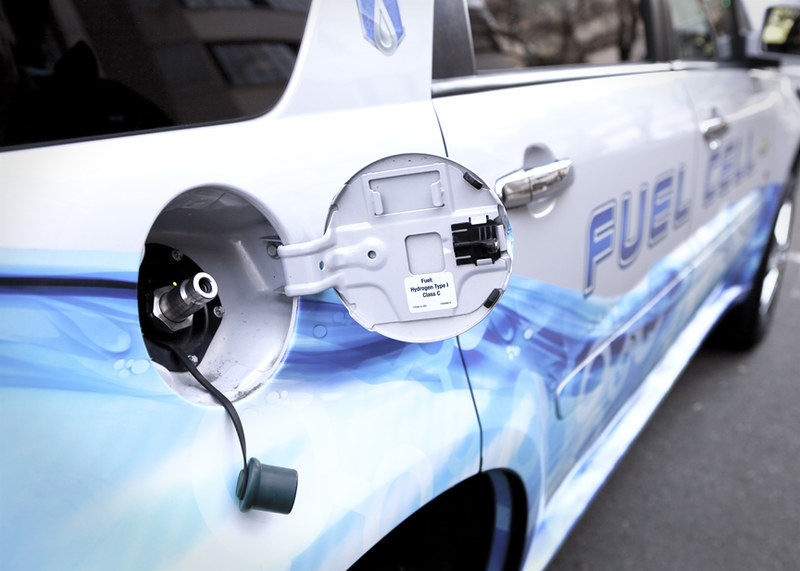 FUEL CELL
Fuel:
Hydrogen Type I
Class C